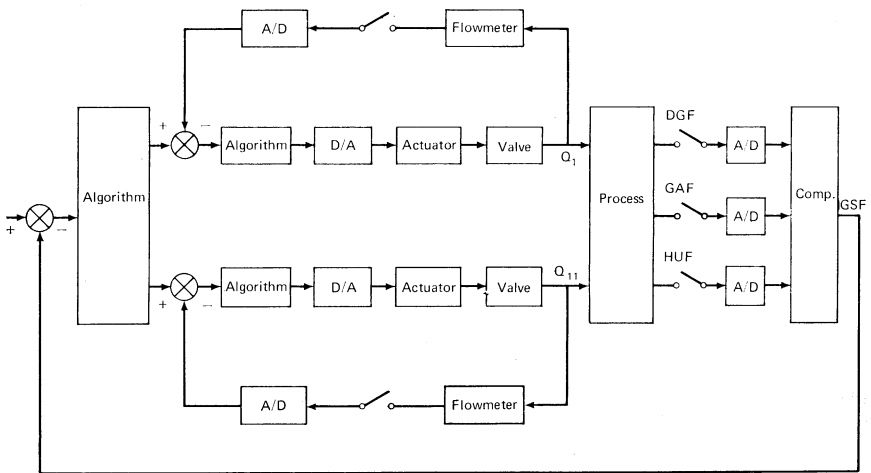 A/D
Flowmeter
−
+
Algorithm
D/A
Actuator
Valve
Q1
DGF
A/D
Algorithm
Process
GAF
A/D
Comp.
GSF
+
−
HUF
A/D
+
−
Algorithm
D/A
Actuator
Valve
Q11
A/D
Flowmeter